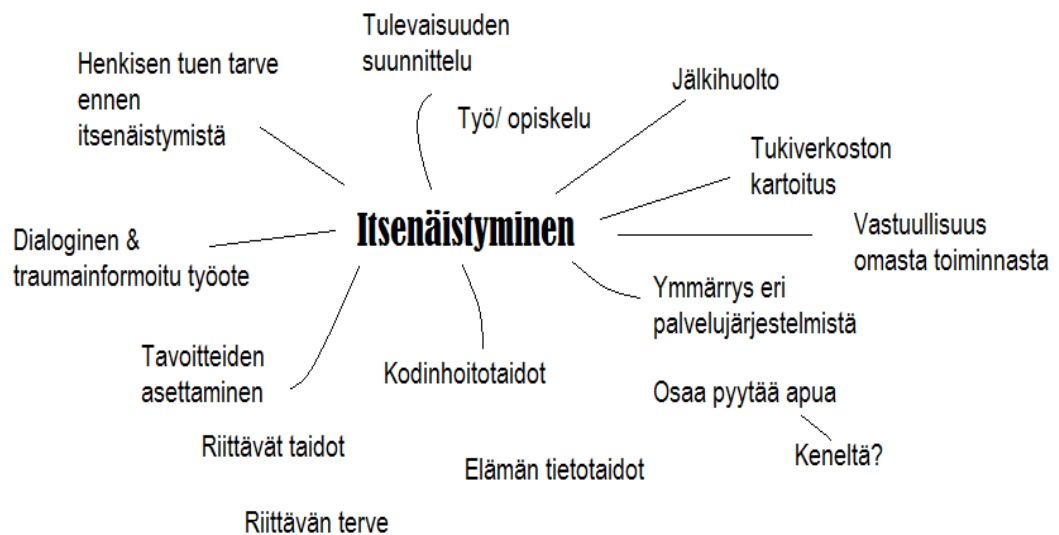 Tulevaisuuden
suunnittelu
Henkisen tuen tarve
ennen
itsenäistymistä
Työ/ opiskelu
Jälkihuolto
Tukiverkoston
kartoitus
Itsenäistyminen
Vastuullisuus
omasta toiminnasta
Dialoginen &
traumainformoitu työote
Ymmärrys eri
palvelujärjestelmistä
Tavoitteiden
asettaminen
Kodinhoitotaidot
Osaa pyytää apua
Keneltä?
Riittävät taidot
Elämän tietotaidot
Riittävän terve